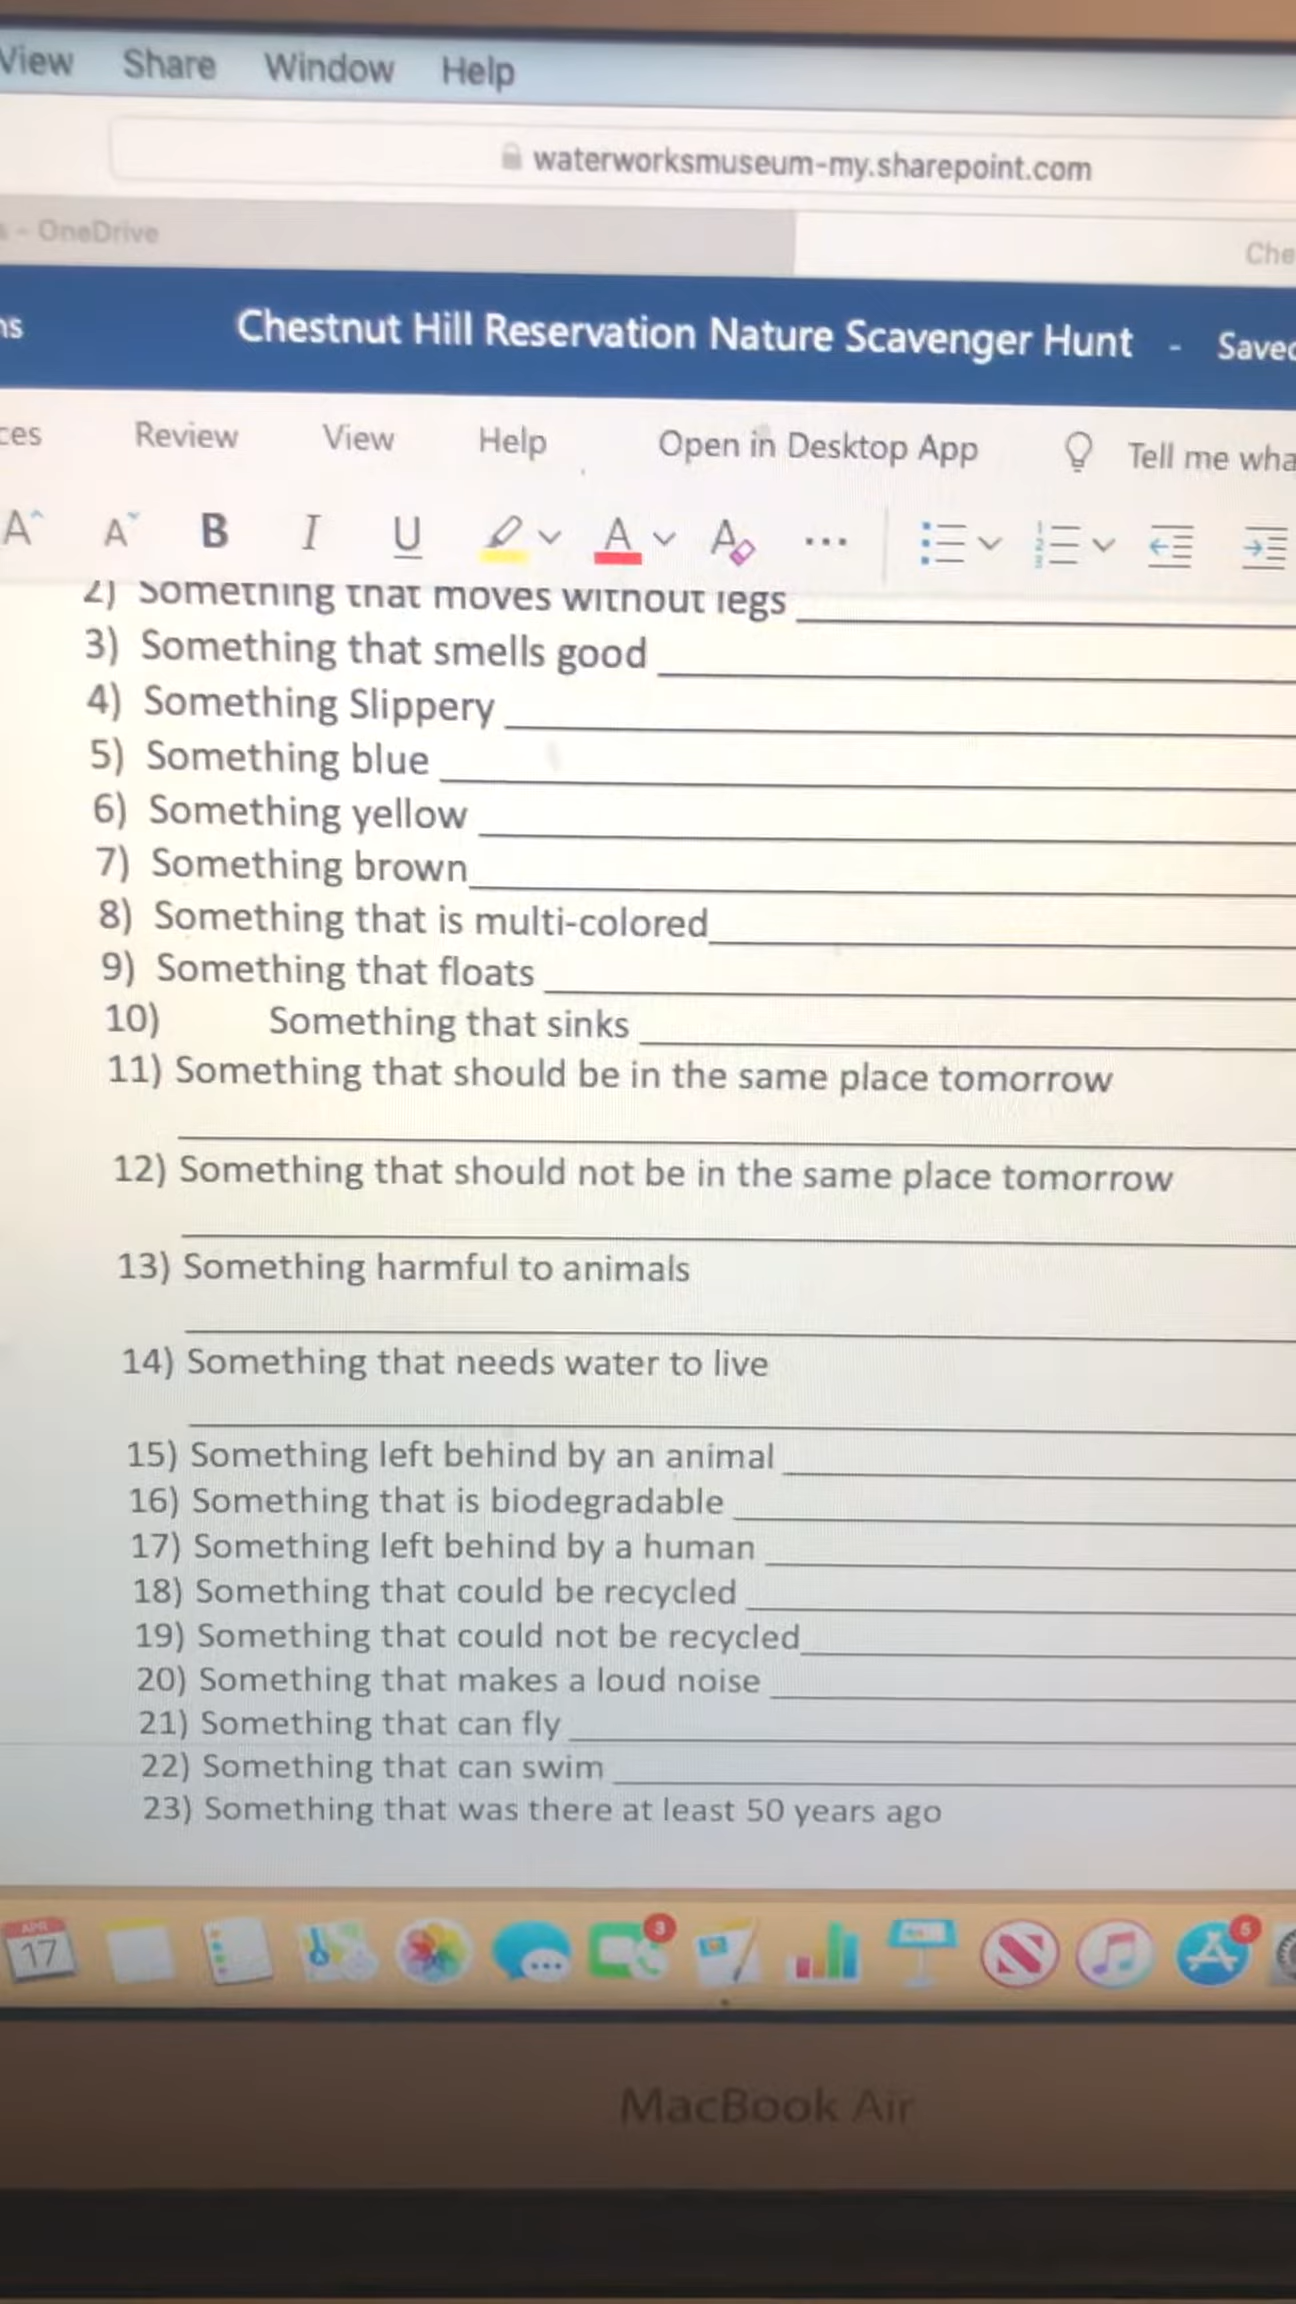 View Share Window Help
waterworksmuseum-my.sharepoint.com
- OneDrive Che
ns Chestnut Hill Reservation Nature Scavenger Hunt - Saved
ces Review View Help Open in Desktop App Tell me wha
A A B I U A A ...
2) Something that moves without legs
3) Something that smells good
4) Something Slippery
5) Something blue
6) Something yellow
7) Something brown
8) Something that is multi-colored
9) Something that floats
10) Something that sinks
11) Something that should be in the same place tomorrow
12) Something that should not be in the same place tomorrow
13) Something harmful to animals
14) Something that needs water to live
15) Something left behind by an animal
16) Something that is biodegradable
17) Something left behind by a human
18) Something that could be recycled
19) Something that could not be recycled
20) Something that makes a loud noise
21) Something that can fly
22) Something that can swim
23) Something that was there at least 50 years ago
APR
17
3
5
MacBook Air